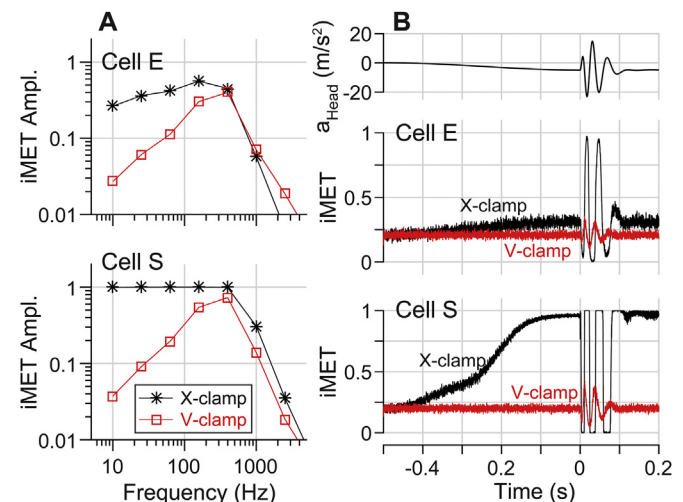 A
B
Cell E
iMET Ampl.
1
0.1
0.01
Cell S
iMET Ampl.
1
0.1
0.01
X-clamp
V-clamp
10
100
1000
Frequency (Hz)
a_Head (m/s²)
20
0
-20
Cell E
iMET
1
0.5
0
X-clamp
V-clamp
Cell S
iMET
1
0.5
0
X-clamp
V-clamp
-0.4
-0.2
0
0.2
Time (s)